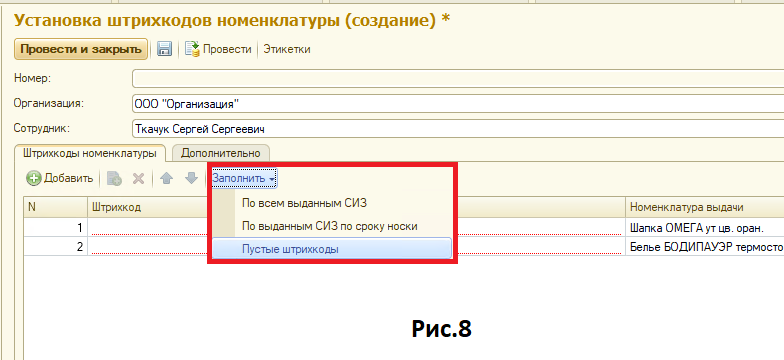 Установка штрихкодов номенклатуры (создание) *
Провести и закрыть Провести Этикетки
Номер:
Организация: ООО "Организация"
Сотрудник: Ткачук Сергей Сергеевич
Штрихкоды номенклатуры Дополнительно
Добавить Заполнить
По всем выданным СИЗ
N Штрихкод Номенклатура выдачи
По выданным СИЗ по сроку носки
1 Шапка ОМЕГА ут цв. оран.
Пустые штрихкоды
2 Белье БОДИПАУЭР термосто
Рис.8